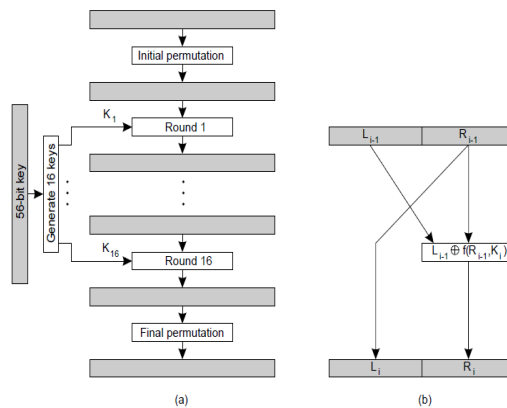 Initial permutation
K1
Round 1
56-bit key
Generate 16 keys
K16
Round 16
Final permutation
(a)
Li-1 Ri-1
Li-1 ⊕ f(Ri-1,Ki)
Li Ri
(b)